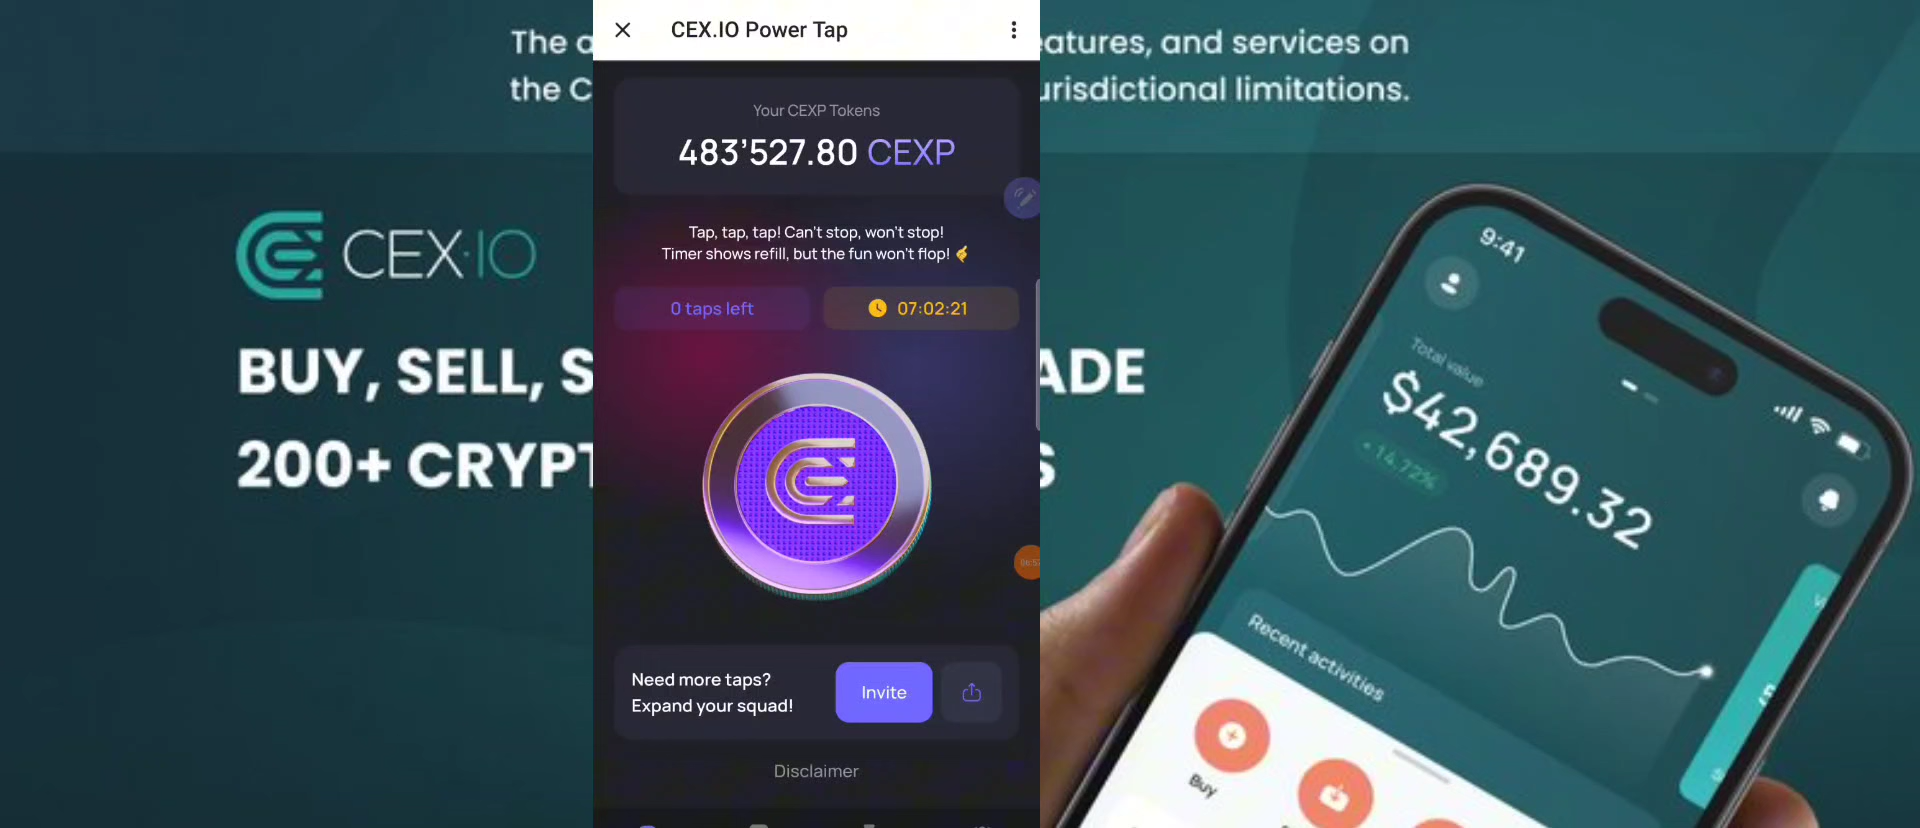 The a
eatures, and services on
the C
urisdictional limitations.
CEX.IO
BUY, SELL, S
ADE
200+ CRYPT
S
CEX.IO Power Tap
Your CEXP Tokens
483'527.80 CEXP
Tap, tap, tap! Can't stop, won't stop!
Timer shows refill, but the fun won't flop!
0 taps left
07:02:21
Need more taps?
Expand your squad!
Invite
Disclaimer
9:41
Total value
$42,689.32
14.72%
Recent activities
Buy